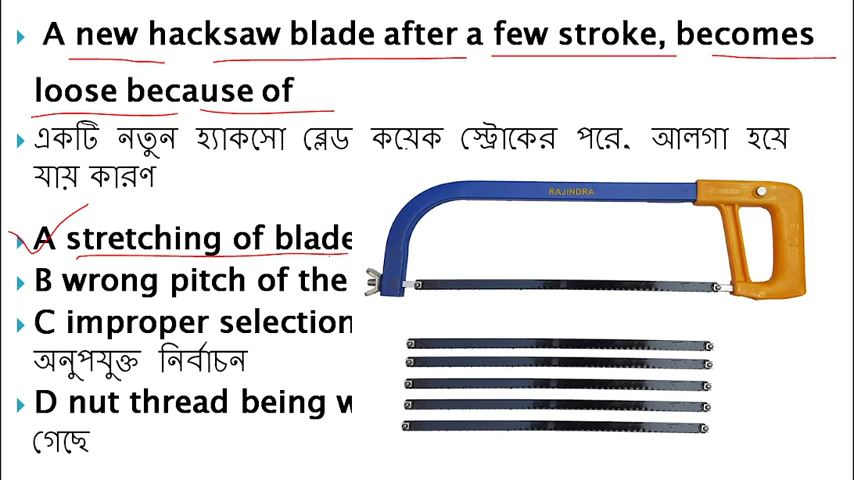 A new hacksaw blade after a few stroke, becomes
loose because of
একটি নতুন হ্যাকসো ব্লেড কয়েক স্ট্রোকের পরে, আলগা হয়ে
যায় কারণ
A stretching of blade
B wrong pitch of the
C improper selection
অনুপযুক্ত নির্বাচন
D nut thread being
গেছে
RAJINDRA